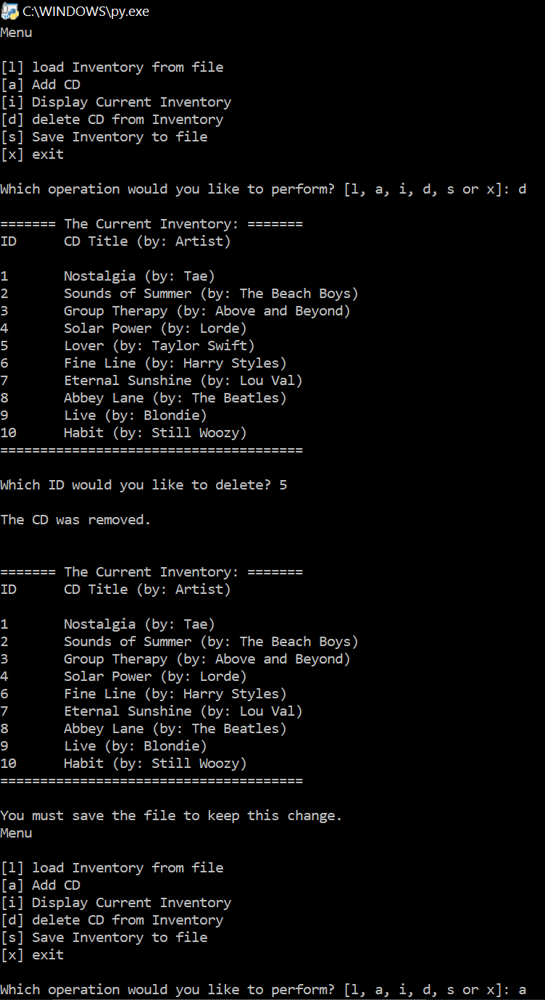 C:\WINDOWS\py.exe
Menu
[l] load Inventory from file
[a] Add CD
[i] Display Current Inventory
[d] delete CD from Inventory
[s] Save Inventory to file
[x] exit
Which operation would you like to perform? [l, a, i, d, s or x]: d
======= The Current Inventory: =======
ID      CD Title (by: Artist)
1       Nostalgia (by: Tae)
2       Sounds of Summer (by: The Beach Boys)
3       Group Therapy (by: Above and Beyond)
4       Solar Power (by: Lorde)
5       Lover (by: Taylor Swift)
6       Fine Line (by: Harry Styles)
7       Eternal Sunshine (by: Lou Val)
8       Abbey Lane (by: The Beatles)
9       Live (by: Blondie)
10      Habit (by: Still Woozy)
======================================
Which ID would you like to delete? 5
The CD was removed.
======= The Current Inventory: =======
ID      CD Title (by: Artist)
1       Nostalgia (by: Tae)
2       Sounds of Summer (by: The Beach Boys)
3       Group Therapy (by: Above and Beyond)
4       Solar Power (by: Lorde)
6       Fine Line (by: Harry Styles)
7       Eternal Sunshine (by: Lou Val)
8       Abbey Lane (by: The Beatles)
9       Live (by: Blondie)
10      Habit (by: Still Woozy)
======================================
You must save the file to keep this change.
Menu
[l] load Inventory from file
[a] Add CD
[i] Display Current Inventory
[d] delete CD from Inventory
[s] Save Inventory to file
[x] exit
Which operation would you like to perform? [l, a, i, d, s or x]: a